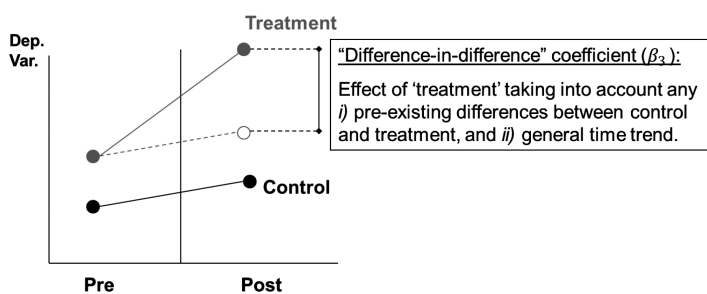 Treatment
Dep.
Var.
“Difference-in-difference” coefficient (β₃):
Effect of ‘treatment’ taking into account any
i) pre-existing differences between control
and treatment, and ii) general time trend.
Control
Pre
Post